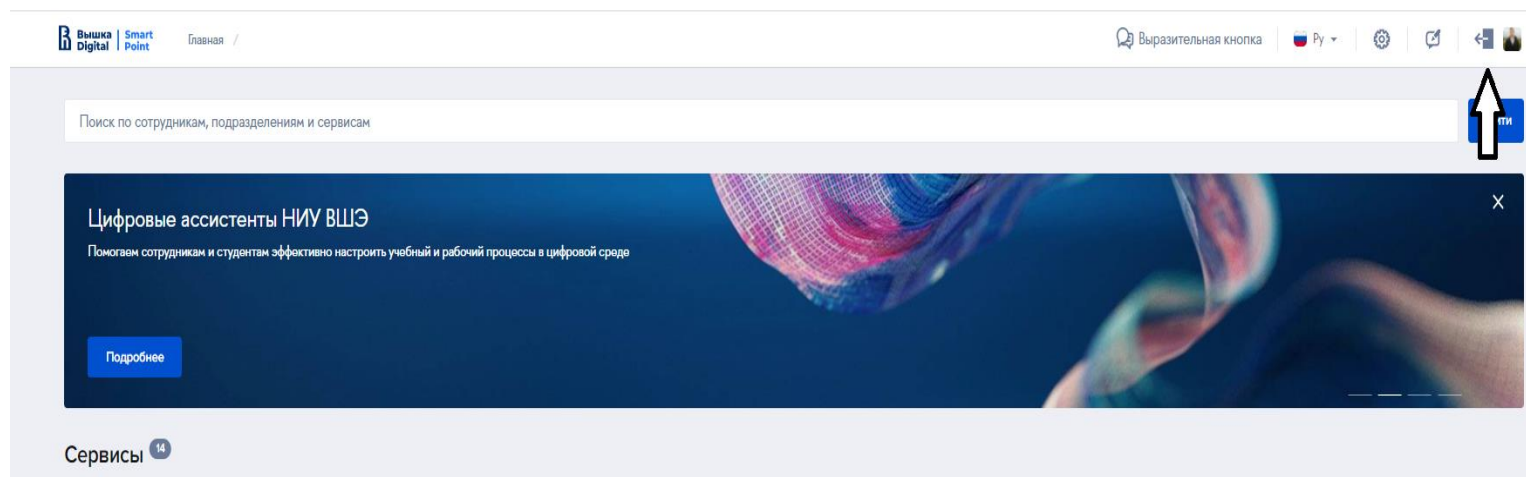 Вышка Digital | Smart Point
Главная /
Выразительная кнопка
Ру
Поиск по сотрудникам, подразделениям и сервисам
Цифровые ассистенты НИУ ВШЭ
Помогаем сотрудникам и студентам эффективно настроить учебный и рабочий процессы в цифровой среде
Подробнее
Сервисы 14